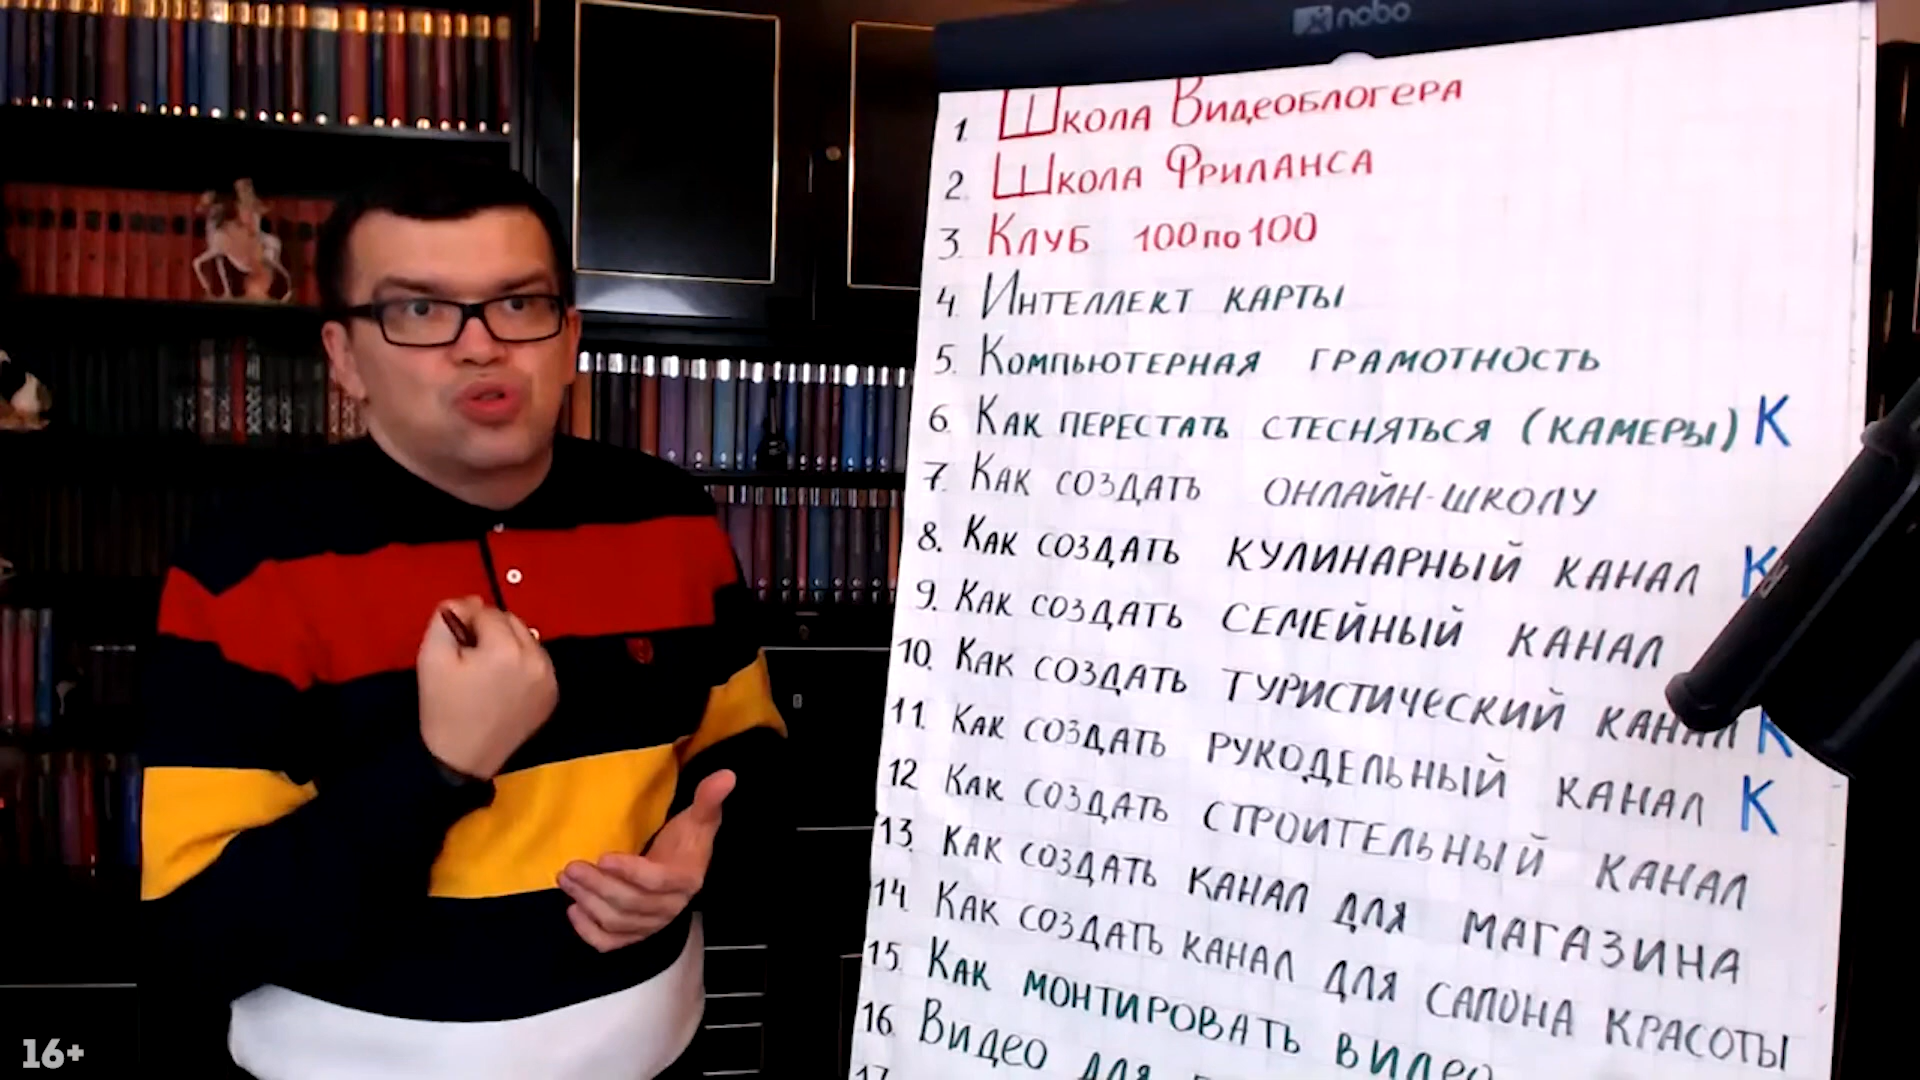 nobo
1. Школа Видеоблогера
2. Школа Фриланса
3. Клуб 100 по 100
4. Интеллект карты
5. Компьютерная грамотность
6. Как перестать стесняться (камеры) К
7. Как создать онлайн-школу
8. Как создать кулинарный канал К
9. Как создать семейный канал
10. Как создать туристический канал К
11. Как создать рукодельный канал К
12 Как создать строительный канал
13. Как создать канал для магазина
14. Как создать канал для салона красоты
15. Как монтировать видео
16. Видео для
17.
16+